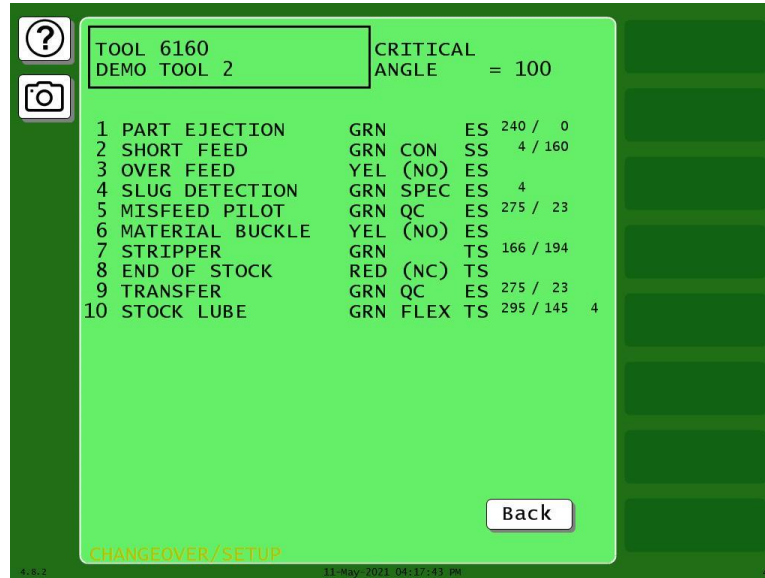 ?
TOOL 6160
DEMO TOOL 2
CRITICAL
ANGLE = 100
1 PART EJECTION GRN ES 240 / 0
2 SHORT FEED GRN CON SS 4 / 160
3 OVER FEED YEL (NO) ES
4 SLUG DETECTION GRN SPEC ES 4
5 MISFEED PILOT GRN QC ES 275 / 23
6 MATERIAL BUCKLE YEL (NO) ES
7 STRIPPER GRN TS 166 / 194
8 END OF STOCK RED (NC) TS
9 TRANSFER GRN QC ES 275 / 23
10 STOCK LUBE GRN FLEX TS 295 / 145 4
Back
CHANGEOVER/SETUP
4.8.2
11-May-2021 04:17:43 PM